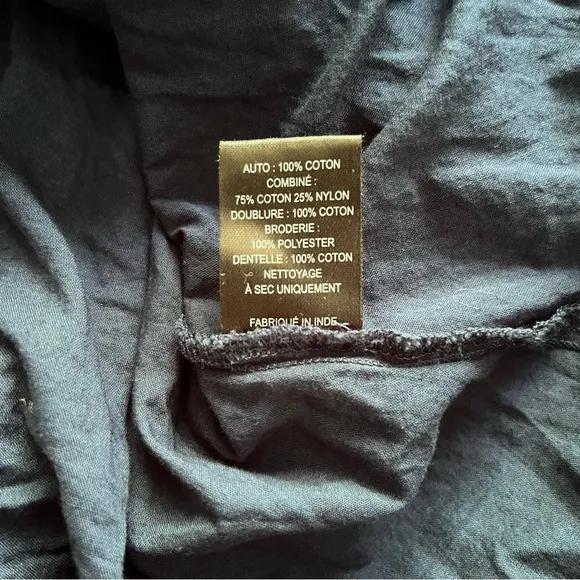 AUTO : 100% COTON
COMBINÉ :
75% COTON 25% NYLON
DOUBLURE : 100% COTON
BRODERIE :
100% POLYESTER
DENTELLE : 100% COTON
NETTOYAGE
À SEC UNIQUEMENT
FABRIQUÉ IN INDE